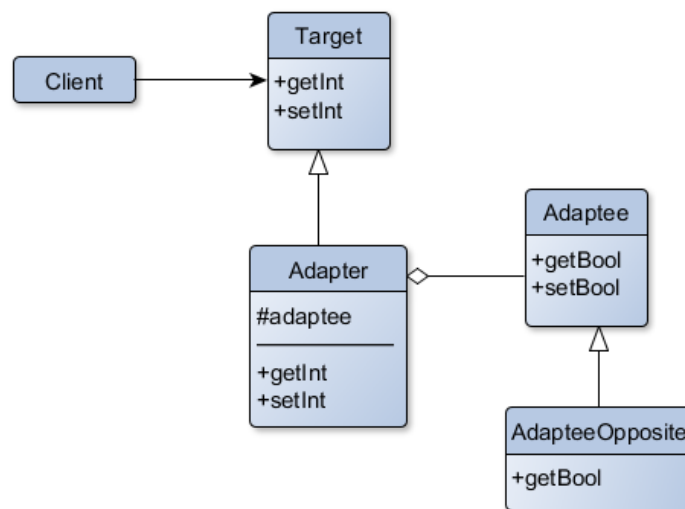 Target
+getInt
+setInt
Client
Adapter
#adaptee
+getInt
+setInt
Adaptee
+getBool
+setBool
AdapteeOpposite
+getBool